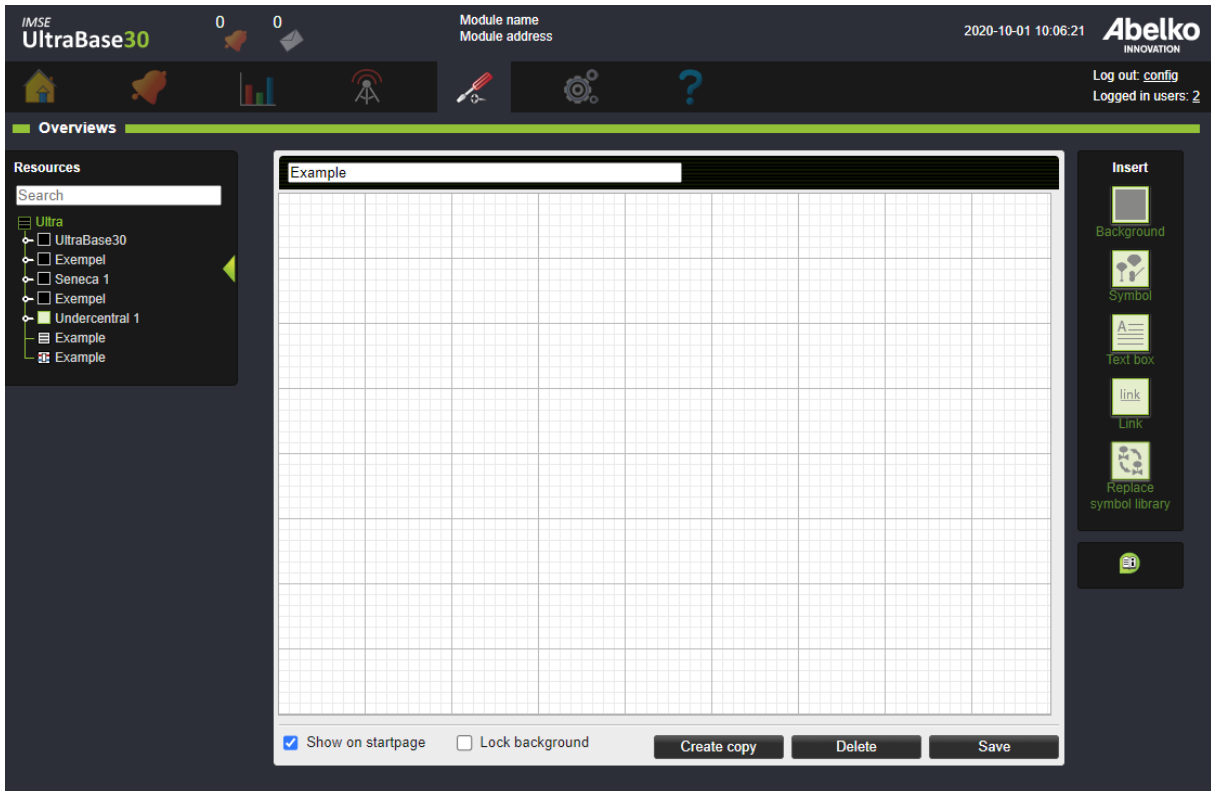 IMSE
UltraBase30
0
0
Module name
Module address
2020-10-01 10:06:21
Abelko
INNOVATION
?
Log out: config
Logged in users: 2
Overviews
Resources
Search
Ultra
UltraBase30
Exempel
Seneca 1
Exempel
Undercentral 1
Example
Example
Example
Show on startpage
Lock background
Create copy
Delete
Save
Insert
Background
Symbol
A
Text box
link
Link
Replace
symbol library